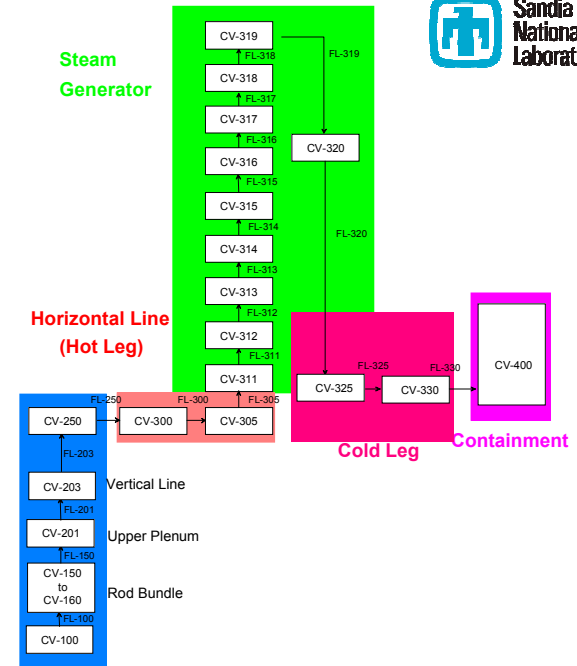 Sandia
National
Laborat
Steam
Generator
CV-319
FL-318
FL-319
CV-318
FL-317
CV-317
FL-316
CV-320
CV-316
FL-315
CV-315
FL-314
FL-320
CV-314
FL-313
CV-313
FL-312
Horizontal Line
(Hot Leg)
CV-312
FL-311
CV-311
FL-305
FL-250
FL-300
CV-250
CV-300
CV-305
FL-325
FL-330
CV-325
CV-330
CV-400
Cold Leg
Containment
FL-203
CV-203
Vertical Line
FL-201
CV-201
Upper Plenum
FL-150
CV-150
to
CV-160
Rod Bundle
FL-100
CV-100